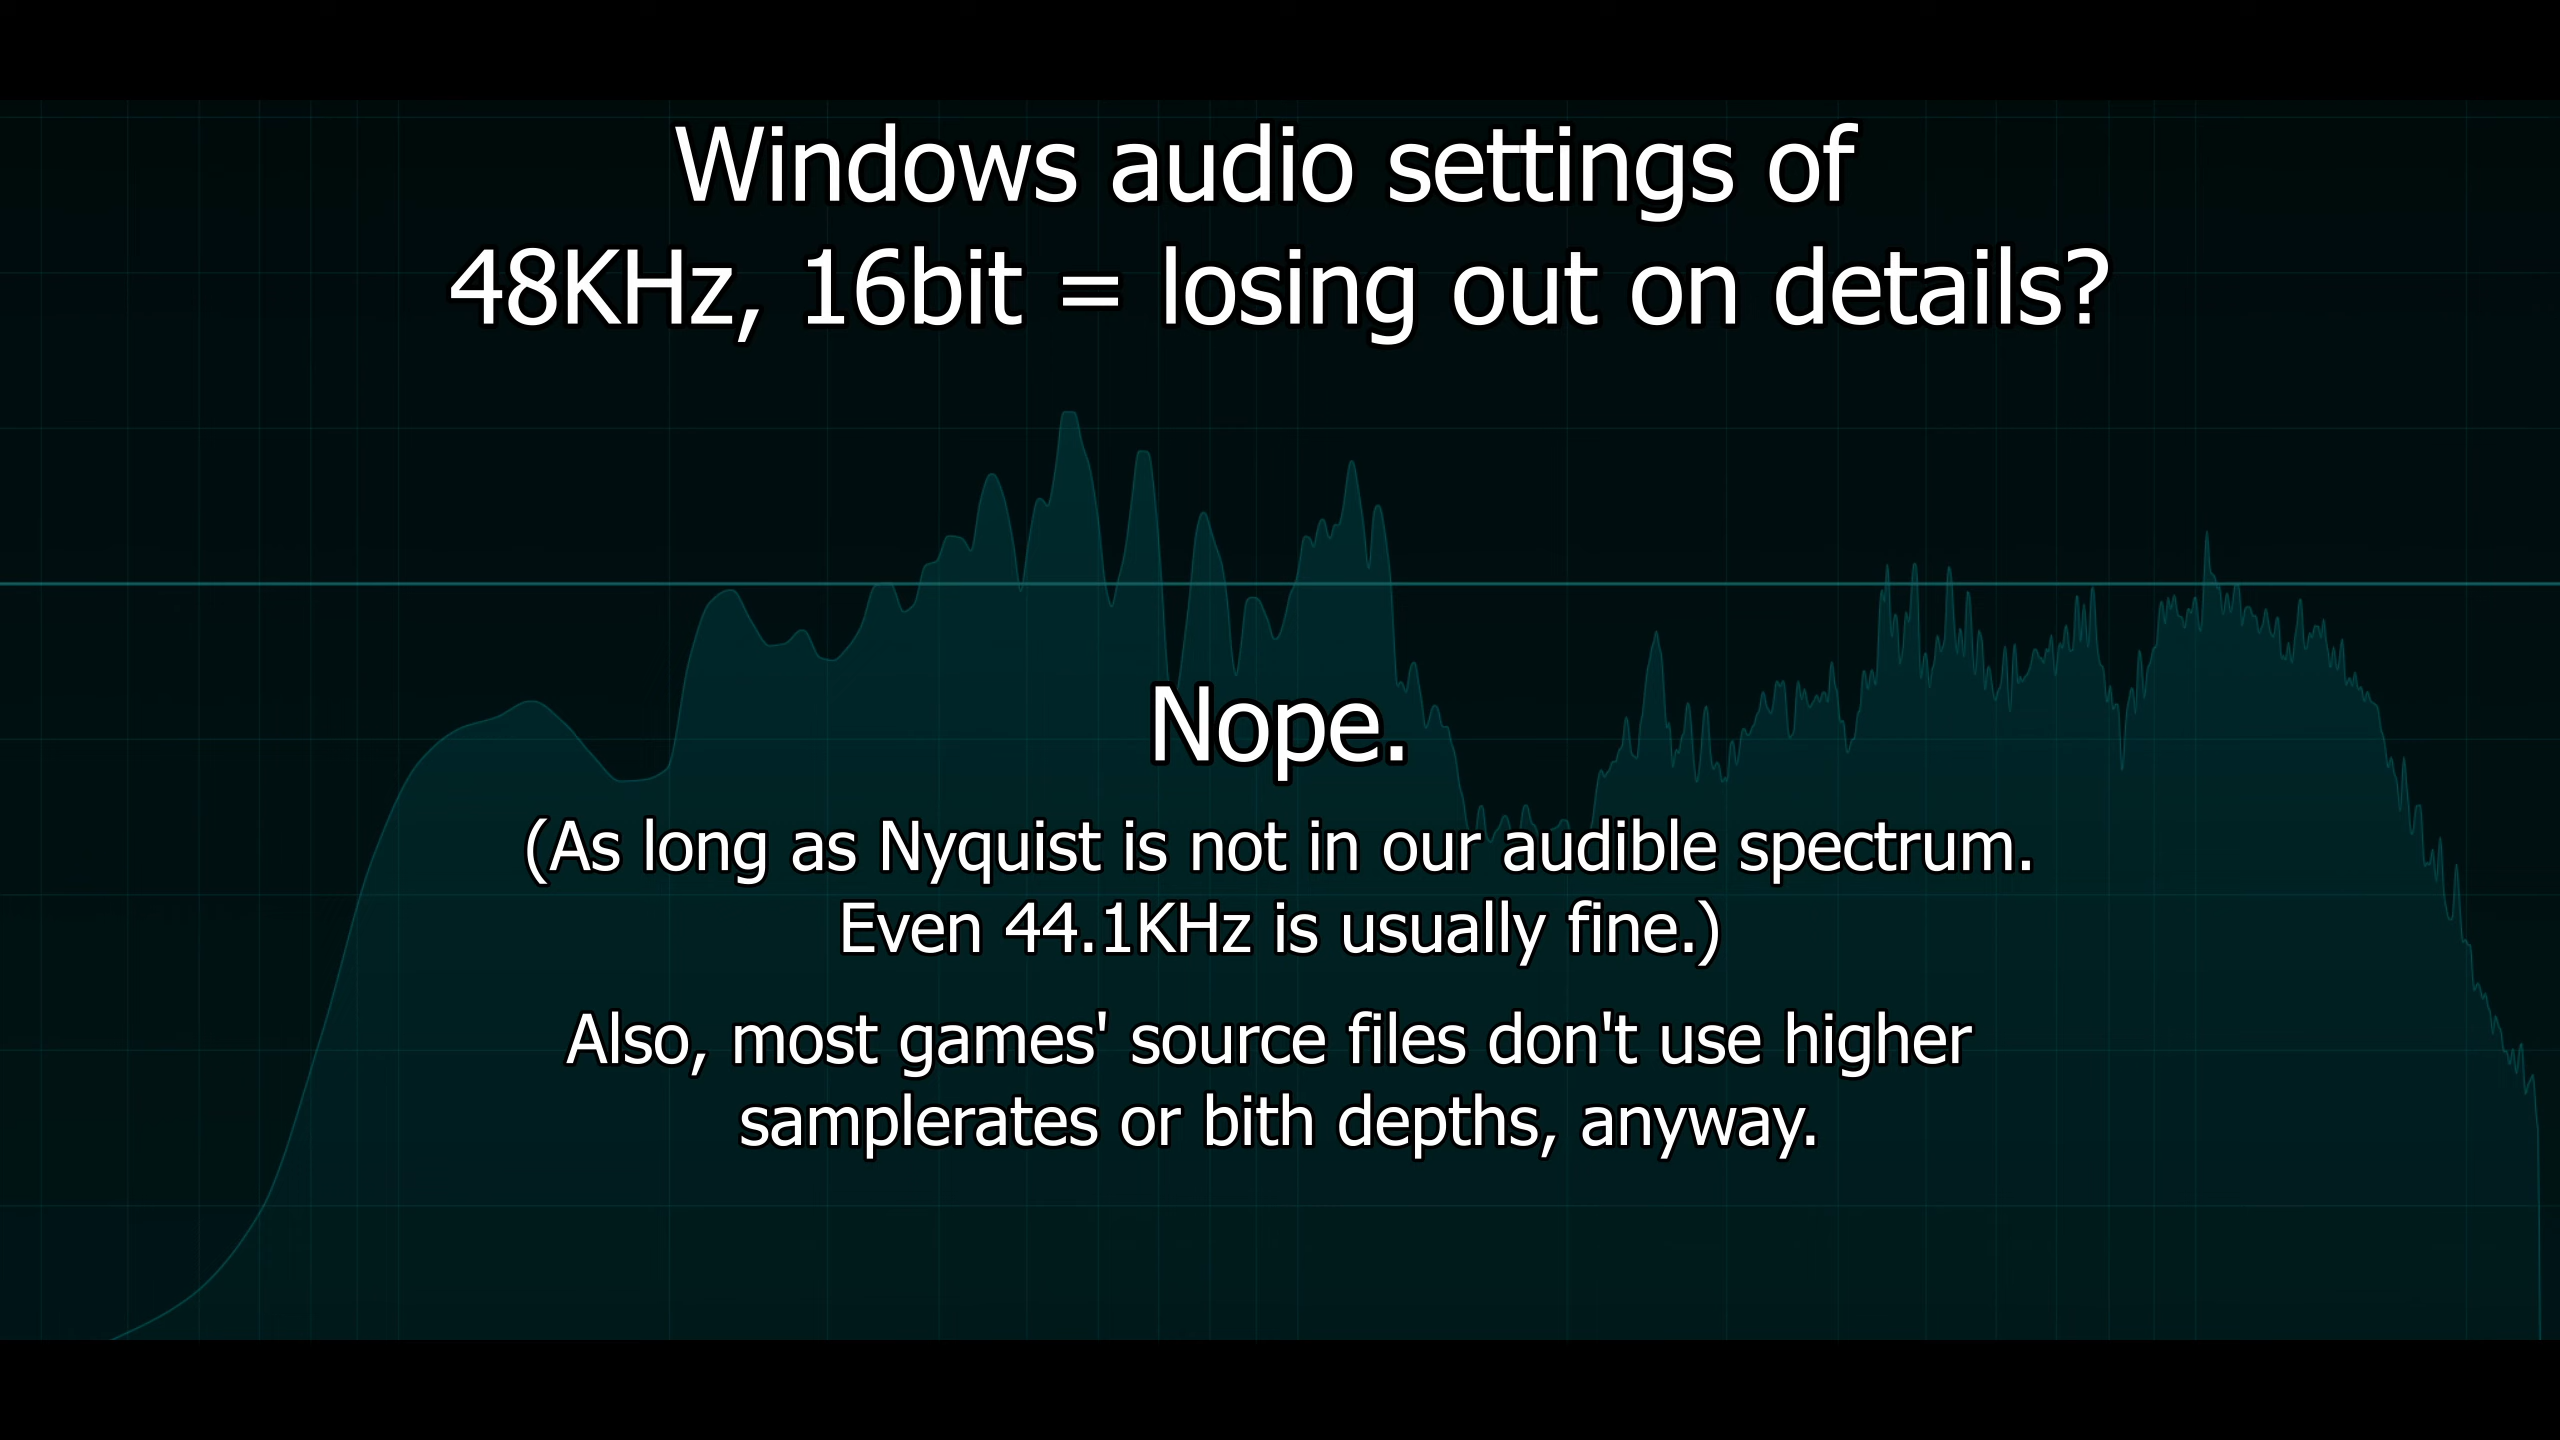 Windows audio settings of
48KHz, 16bit = losing out on details?
Nope.
(As long as Nyquist is not in our audible spectrum.
Even 44.1KHz is usually fine.)
Also, most games' source files don't use higher
samplerates or bith depths, anyway.